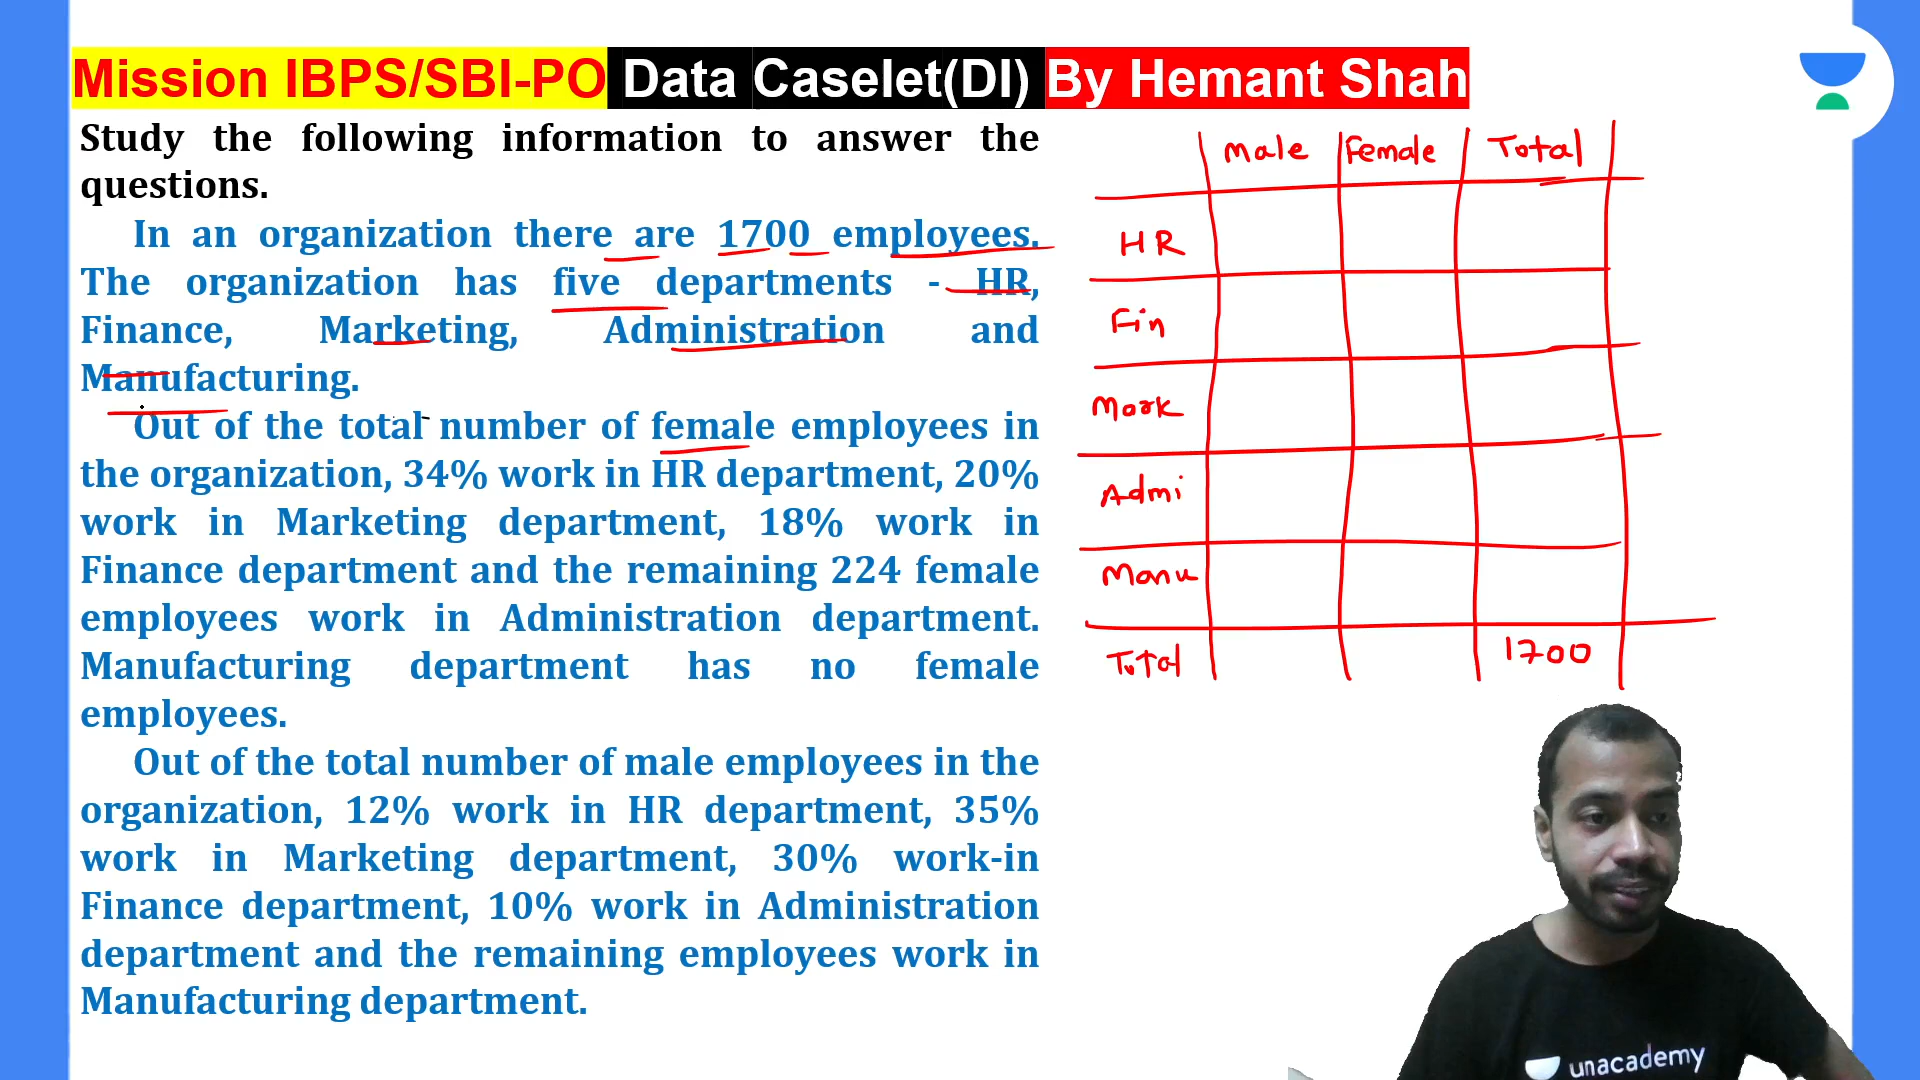 Mission IBPS/SBI-PO Data Caselet(DI) By Hemant Shah
Study the following information to answer the
questions.
In an organization there are 1700 employees.
The organization has five departments - HR,
Finance, Marketing, Administration and
Manufacturing.
Out of the total number of female employees in
the organization, 34% work in HR department, 20%
work in Marketing department, 18% work in
Finance department and the remaining 224 female
employees work in Administration department.
Manufacturing department has no female
employees.
Out of the total number of male employees in the
organization, 12% work in HR department, 35%
work in Marketing department, 30% work-in
Finance department, 10% work in Administration
department and the remaining employees work in
Manufacturing department.
Male Female Total
HR
Fin
Mark
Admi
Manu
Total 1700
unacademy